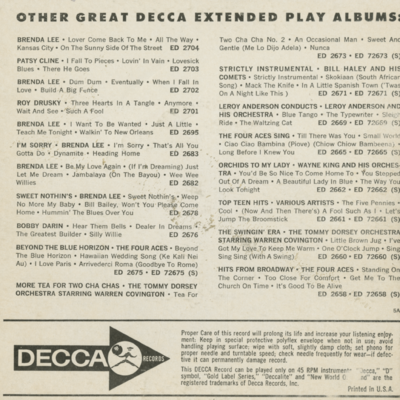 OTHER GREAT DECCA EXTENDED PLAY ALBUMS:
BRENDA LEE • Lover Come Back To Me • All The Way •
Kansas City • On The Sunny Side Of The Street ED 2704
PATSY CLINE • I Fall To Pieces • Lovin' In Vain • Lovesick
Blues • There He Goes ED 2703
BRENDA LEE • Dum Dum • Eventually • When I Fall In
Love • Build A Big Funce ED 2702
ROY DRUSKY • Three Hearts In A Tangle • Anymore •
Wait And See • Such A Fool ED 2701
BRENDA LEE • I Want To Be Wanted • Just A Little •
Teach Me Tonight • Walkin' To New Orleans ED 2695
I'M SORRY • BRENDA LEE • I'm Sorry • That's All You
Gotta Do • Dynamite • Heading Home ED 2683
BRENDA LEE • Be My Love Again • (If I'm Dreaming) Just
Let Me Dream • Jambalaya (On The Bayou) • Wee Wee
Willies ED 2682
SWEET NOTHIN'S • BRENDA LEE • Sweet Nothin's • Weep
No More My Baby • Bill Bailey, Won't You Please Come
Home • Hummin' The Blues Over You ED 2678
BOBBY DARIN • Hear Them Bells • Dealer In Dreams •
The Greatest Builder • Silly Willie ED 2676
BEYOND THE BLUE HORIZON • THE FOUR ACES • Beyond
The Blue Horizon • Hawaiian Wedding Song (Ke Kali Nei
Au) • I Love Paris • Arrivederci Roma (Goodbye To Rome)
ED 2675 • ED 72675 (S)
MORE TEA FOR TWO CHA CHAS • THE TOMMY DORSEY
ORCHESTRA STARRING WARREN COVINGTON • Tea For
Two Cha Cha No. 2 • An Occasional Man • Sweet And
Gentle (Me Lo Dijo Adela) • Nunca
ED 2673 • ED 72673 (S)
STRICTLY INSTRUMENTAL • BILL HALEY AND HIS
COMETS • Strictly Instrumental • Skokiaan (South African
Song) • Mack The Knife • In A Little Spanish Town ('Twas
On A Night Like This) ED 2671 • ED 72671 (S)
LEROY ANDERSON CONDUCTS • LEROY ANDERSON AND
HIS ORCHESTRA • Blue Tango • The Typewriter • Sleigh
Ride • The Waltzing Cat ED 2669 • ED 72669 (S)
THE FOUR ACES SING • Till There Was You • Small World
• Ciao Ciao Bambina (Piove) (Chiow Chiow Bambeena) •
Long Before I Knew You ED 2665 • ED 72665 (S)
ORCHIDS TO MY LADY • WAYNE KING AND HIS ORCHES-
TRA • You'd Be So Nice To Come Home To • You Stepped
Out Of A Dream • A Beautiful Lady In Blue • The Way You
Look Tonight ED 2662 • ED 72662 (S)
TOP TEEN HITS • VARIOUS ARTISTS • The Five Pennies •
Cool • (Now And Then There's) A Fool Such As I • Let's
Jump The Broomstick ED 2661 • ED 72661 (S)
THE SWINGIN' ERA • THE TOMMY DORSEY ORCHESTRA
STARRING WARREN COVINGTON • Little Brown Jug • I've
Got My Love To Keep Me Warm • One O'Clock Jump • Sing
Sing Sing (With A Swing) ED 2660 • ED 72660 (S)
HITS FROM BROADWAY • THE FOUR ACES • Standing On
The Corner • Too Close For Comfort • Get Me To The
Church On Time • It's Good To Be Alive
ED 2658 • ED 72658 (S)
DECCA RECORDS
Proper Care of this record will prolong its life and increase your listening enjoy-
ment: Keep in special protective polyflex envelope when not in use; avoid
handling playing surface; wipe with soft, slightly damp cloth; set phono for
proper needle and turntable speed; check needle frequently for wear—if defec-
tive it can permanently damage record.
This DECCA Record can be played only on 45 RPM instruments. "Decca," "D"
symbol, "Gold Label Series," "Deccalite" and "New World are the
registered trademarks of Decca Records, Inc.
Printed in U.S.A.